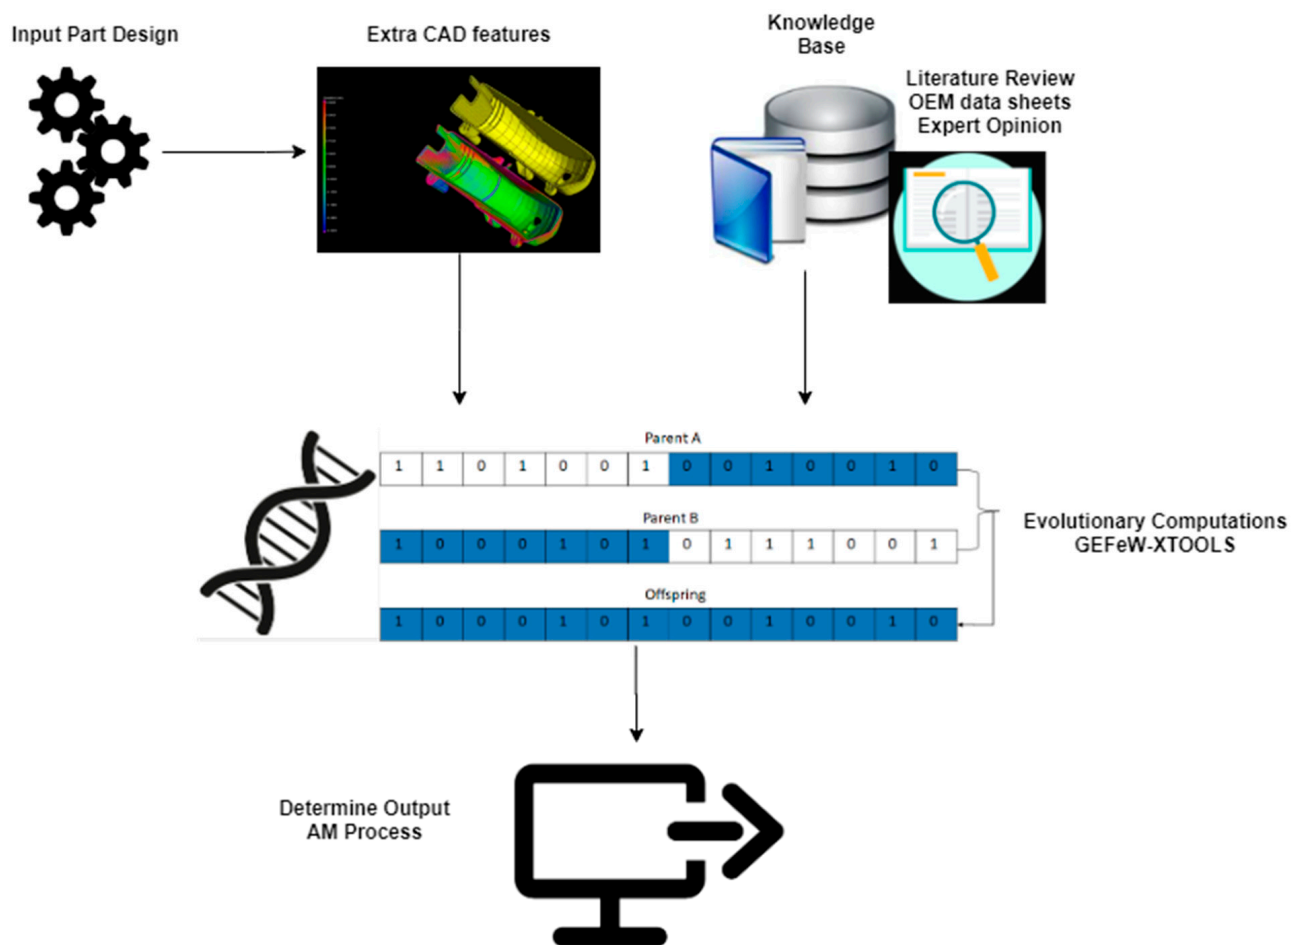 Input Part Design
Extra CAD features
Knowledge
Base
Literature Review
OEM data sheets
Expert Opinion
Parent A
1 1 0 1 0 0 1 0 0 1 0 0 1 0
Parent B
1 0 0 0 1 0 1 0 1 1 1 0 0 1
Evolutionary Computations
GEFeW-XTOOLS
Offspring
1 0 0 0 1 0 1 0 0 1 0 0 1 0
Determine Output
AM Process